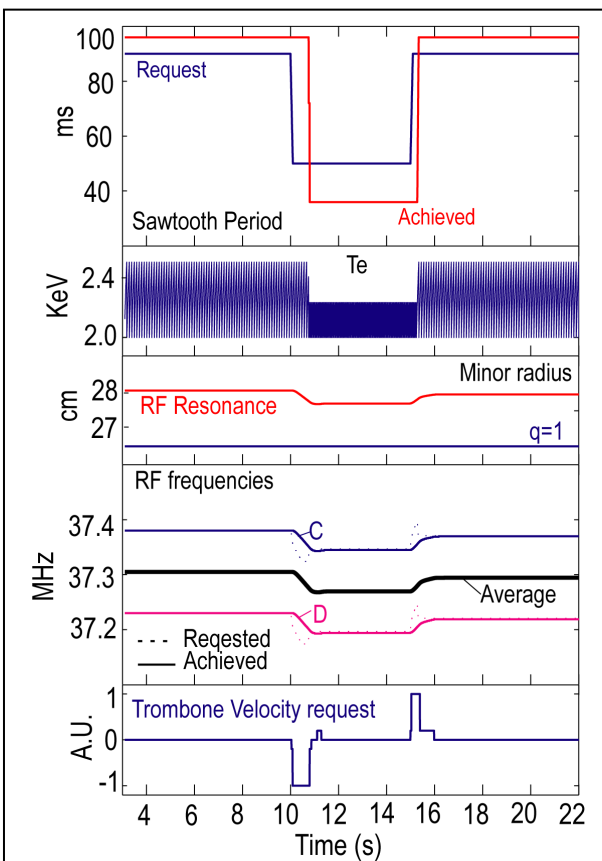 100
80
60
40
ms
Request
Achieved
Sawtooth Period
Te
2.4
2.0
KeV
Minor radius
28
27
cm
RF Resonance
q=1
RF frequencies
37.4
37.3
37.2
MHz
C
Average
D
Reqested
Achieved
1
0
-1
A.U.
Trombone Velocity request
4 6 8 10 12 14 16 18 20 22
Time (s)